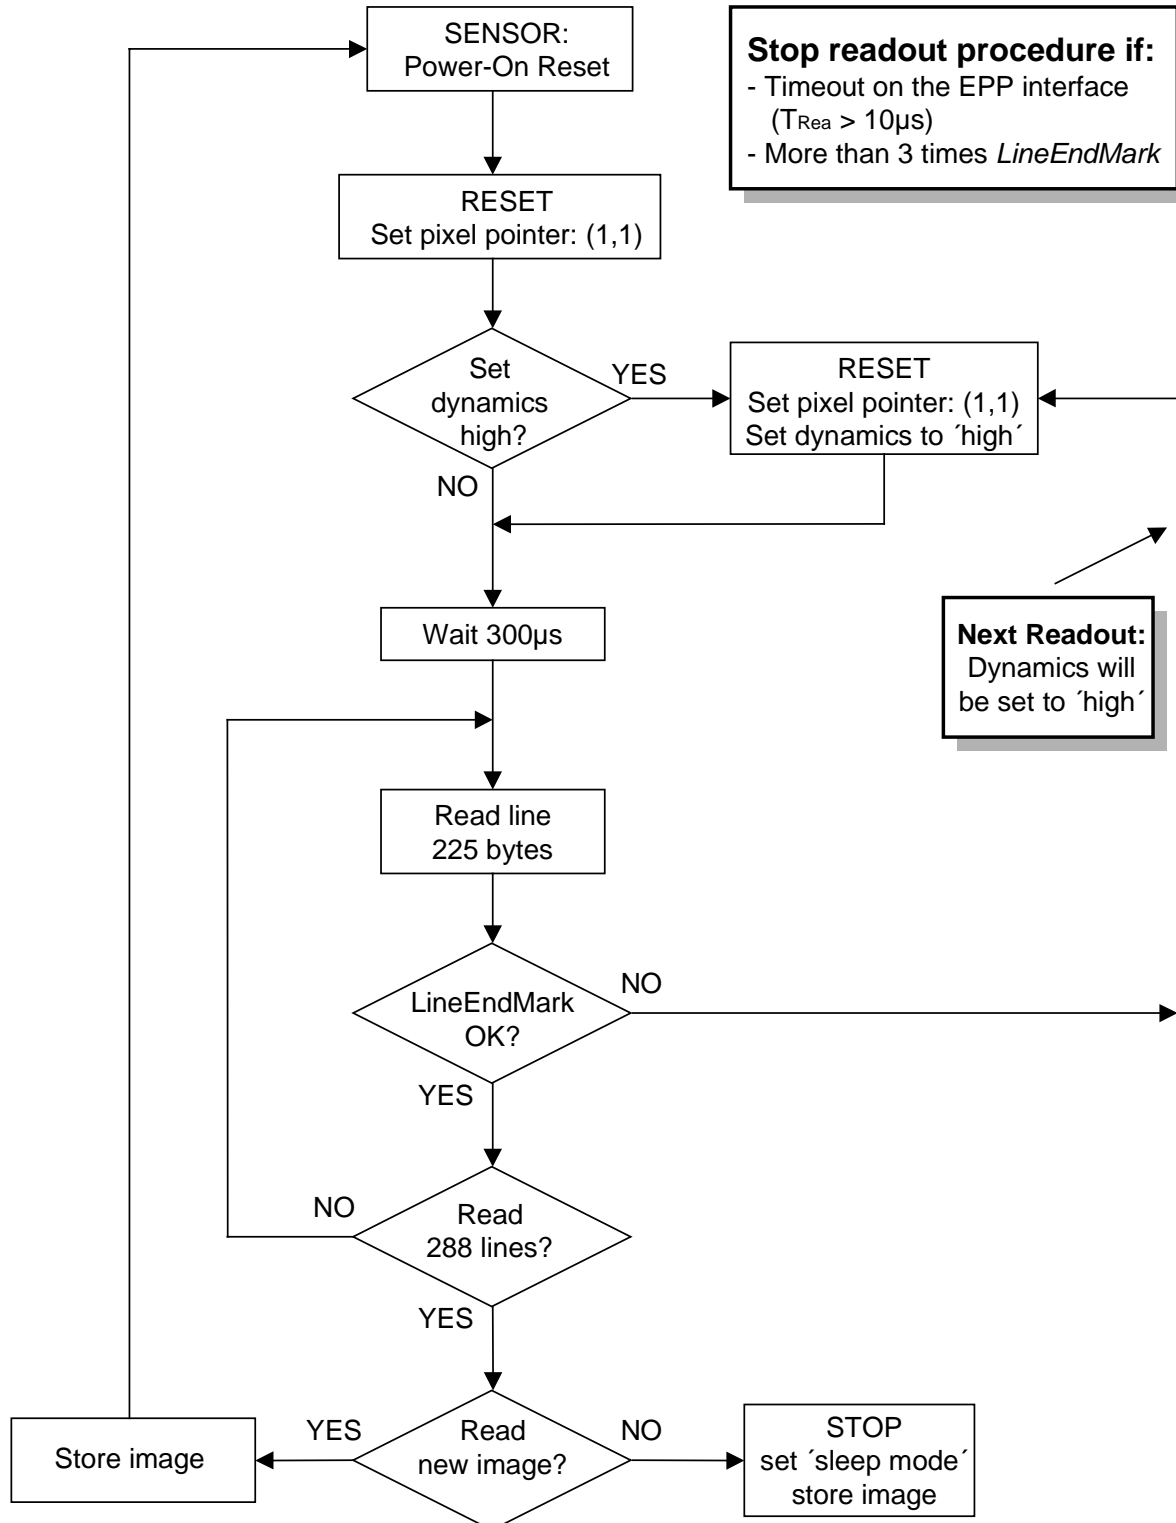 SENSOR:
Power-On Reset
Stop readout procedure if:
- Timeout on the EPP interface
(TRea > 10µs)
- More than 3 times LineEndMark
RESET
Set pixel pointer: (1,1)
Set
dynamics
high?
YES
NO
RESET
Set pixel pointer: (1,1)
Set dynamics to ´high´
Wait 300µs
Next Readout:
Dynamics will
be set to ´high´
Read line
225 bytes
LineEndMark
OK?
NO
YES
Read
288 lines?
NO
YES
Read
new image?
YES
NO
Store image
STOP
set ´sleep mode´
store image